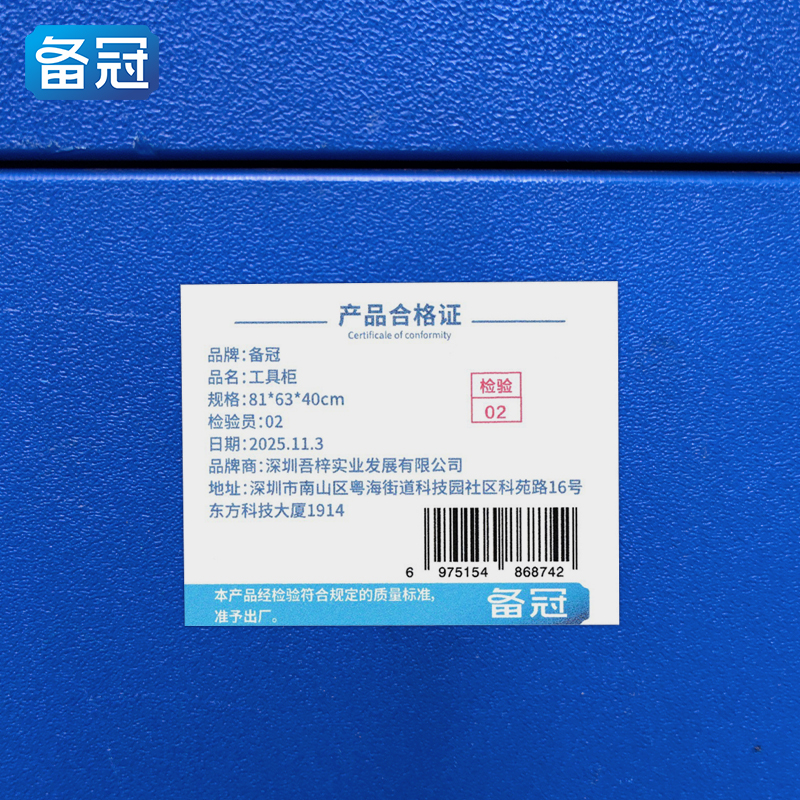 备冠
产品合格证
Certificale of conformity
品牌:备冠
品名:工具柜
规格:81*63*40cm
检验员:02
日期:2025.11.3
品牌商:深圳吾梓实业发展有限公司
地址:深圳市南山区粤海街道科技园社区科苑路16号
东方科技大厦1914
检验
02
6 975154 868742
本产品经检验符合规定的质量标准,
准予出厂。
备冠